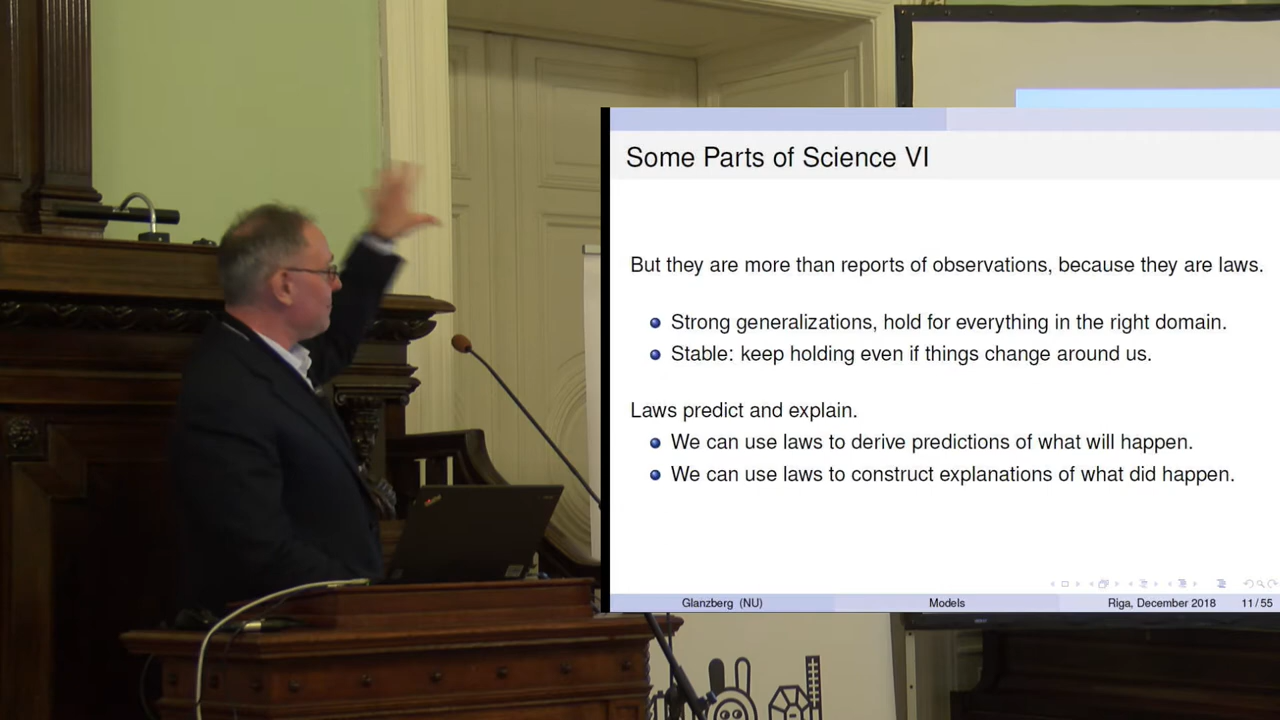 Some Parts of Science VI
But they are more than reports of observations, because they are laws.
Strong generalizations, hold for everything in the right domain.
Stable: keep holding even if things change around us.
Laws predict and explain.
We can use laws to derive predictions of what will happen.
We can use laws to construct explanations of what did happen.
Glanzberg (NU) Models Riga, December 2018 11/55